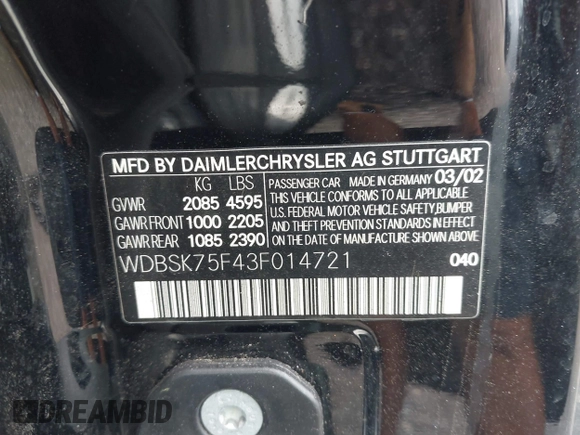 MFD BY DAIMLERCHRYSLER AG STUTTGART
KG LBS
GVWR 2085 4595
GAWR FRONT 1000 2205
GAWR REAR 1085 2390
PASSENGER CAR MADE IN GERMANY 03/02
THIS VEHICLE CONFORMS TO ALL APPLICABLE
U.S. FEDERAL MOTOR VEHICLE SAFETY, BUMPER
AND THEFT PREVENTION STANDARDS IN EFFECT
ON THE DATE OF MANUFACTURE SHOWN ABOVE.
WDBSK75F43F014721 040
DREAMBID